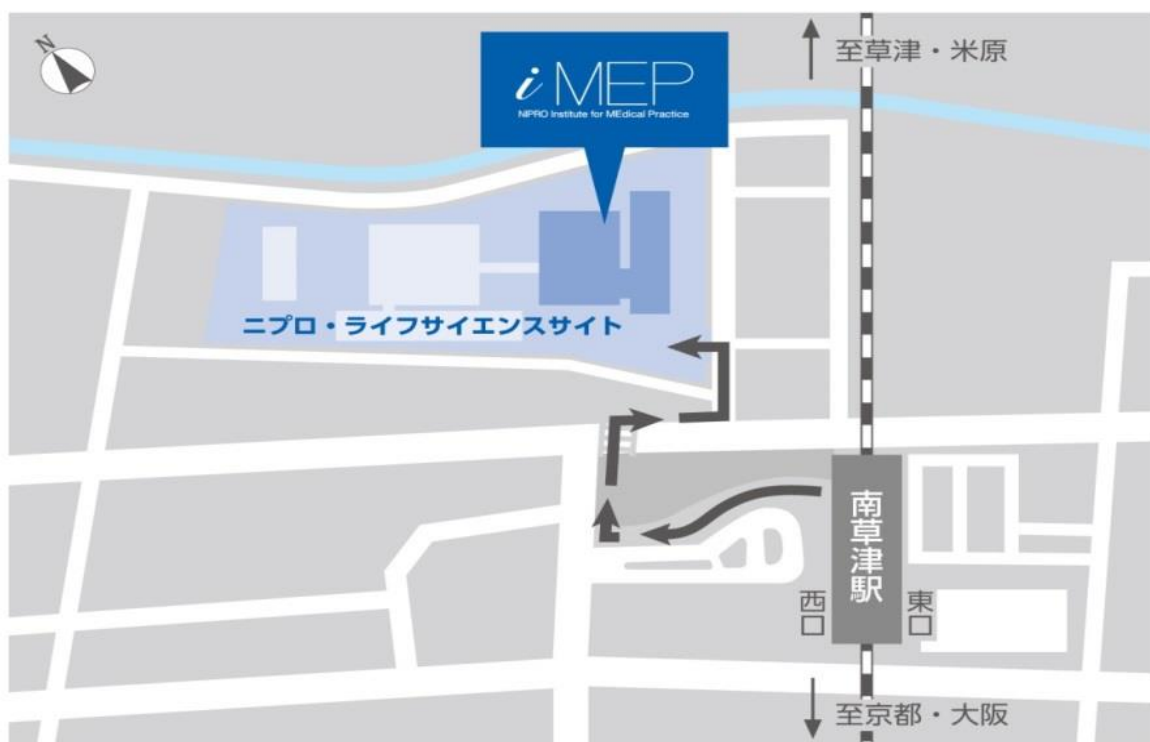 N
至草津・米原
i MEP
NIPRO Institute for MEdical Practice
ニプロ・ライフサイエンスサイト
南草津駅
西口
東口
至京都・大阪